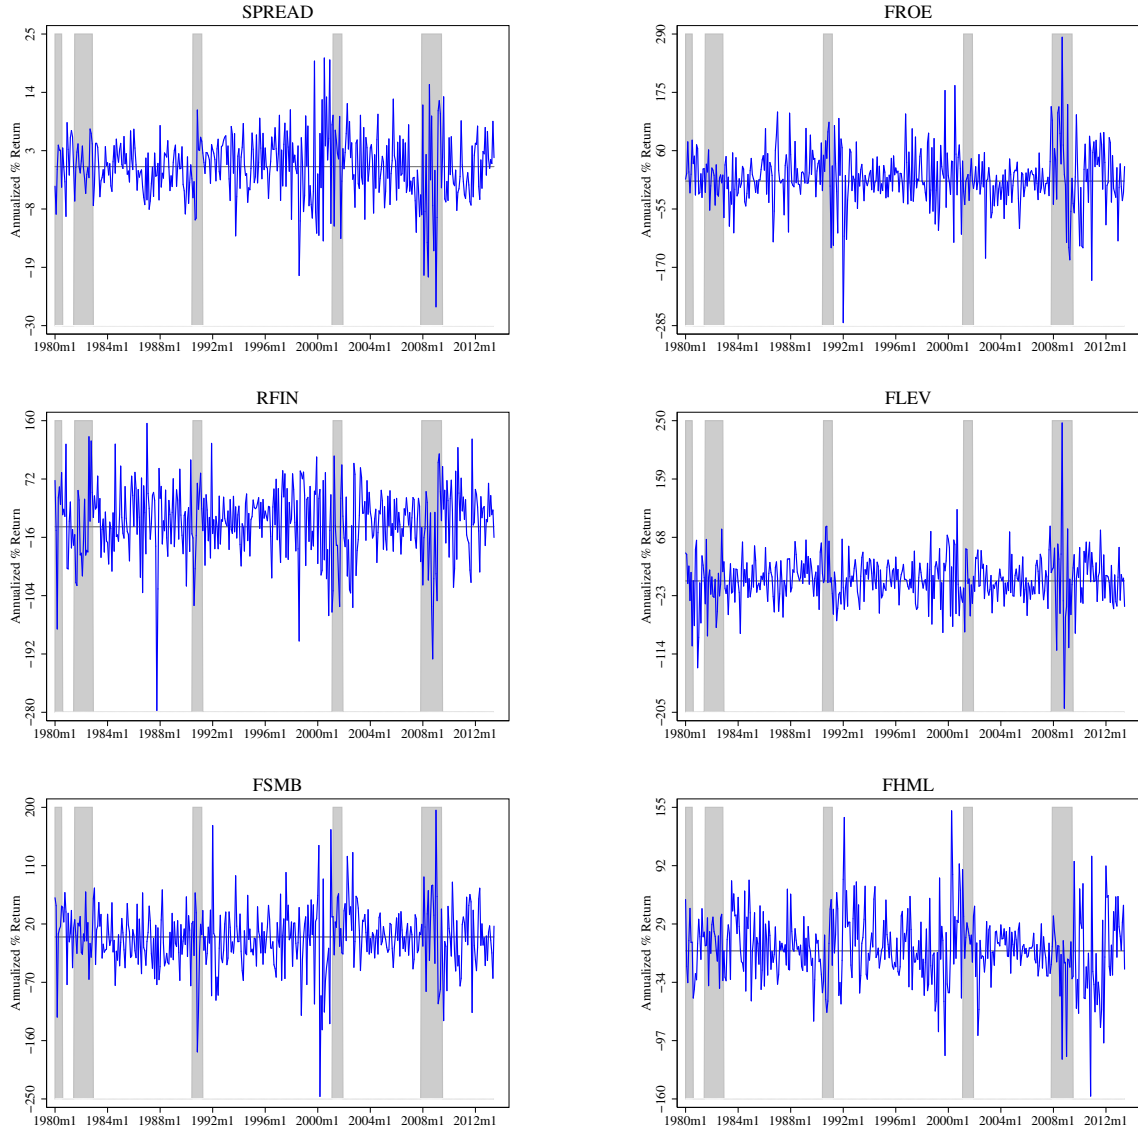 SPREAD
Annualized % Return
25
14
3
−8
−19
−30
1980m1 1984m1 1988m1 1992m1 1996m1 2000m1 2004m1 2008m1 2012m1
FROE
Annualized % Return
290
175
60
−55
−170
−285
1980m1 1984m1 1988m1 1992m1 1996m1 2000m1 2004m1 2008m1 2012m1
RFIN
Annualized % Return
160
72
−16
−104
−192
−280
1980m1 1984m1 1988m1 1992m1 1996m1 2000m1 2004m1 2008m1 2012m1
FLEV
Annualized % Return
250
159
68
−23
−114
−205
1980m1 1984m1 1988m1 1992m1 1996m1 2000m1 2004m1 2008m1 2012m1
FSMB
Annualized % Return
200
110
20
−70
−160
−250
1980m1 1984m1 1988m1 1992m1 1996m1 2000m1 2004m1 2008m1 2012m1
FHML
Annualized % Return
155
92
29
−34
−97
−160
1980m1 1984m1 1988m1 1992m1 1996m1 2000m1 2004m1 2008m1 2012m1